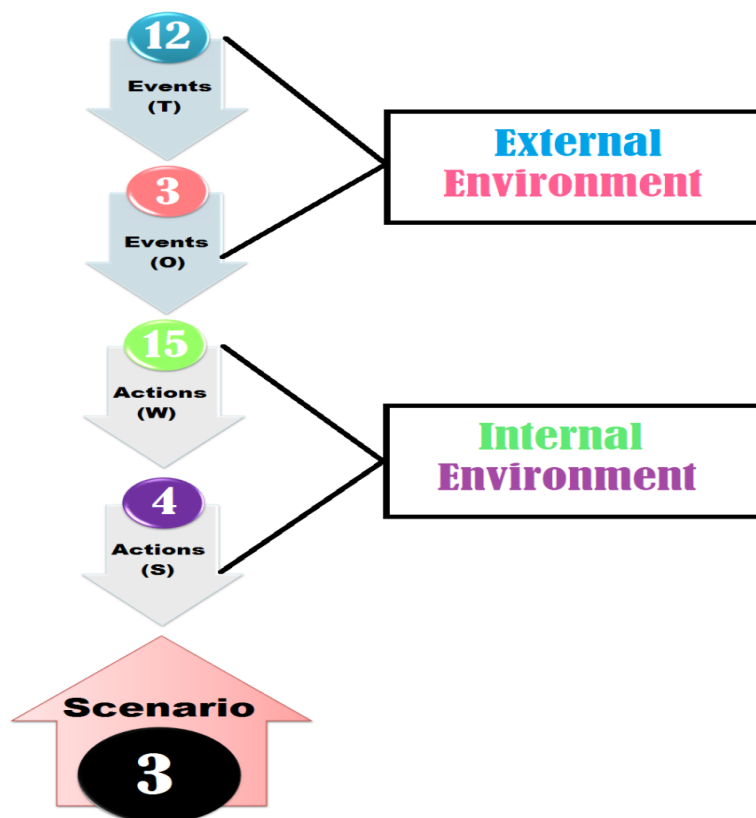 12
Events
(T)
External
Environment
3
Events
(O)
15
Actions
(W)
Internal
Environment
4
Actions
(S)
Scenario
3